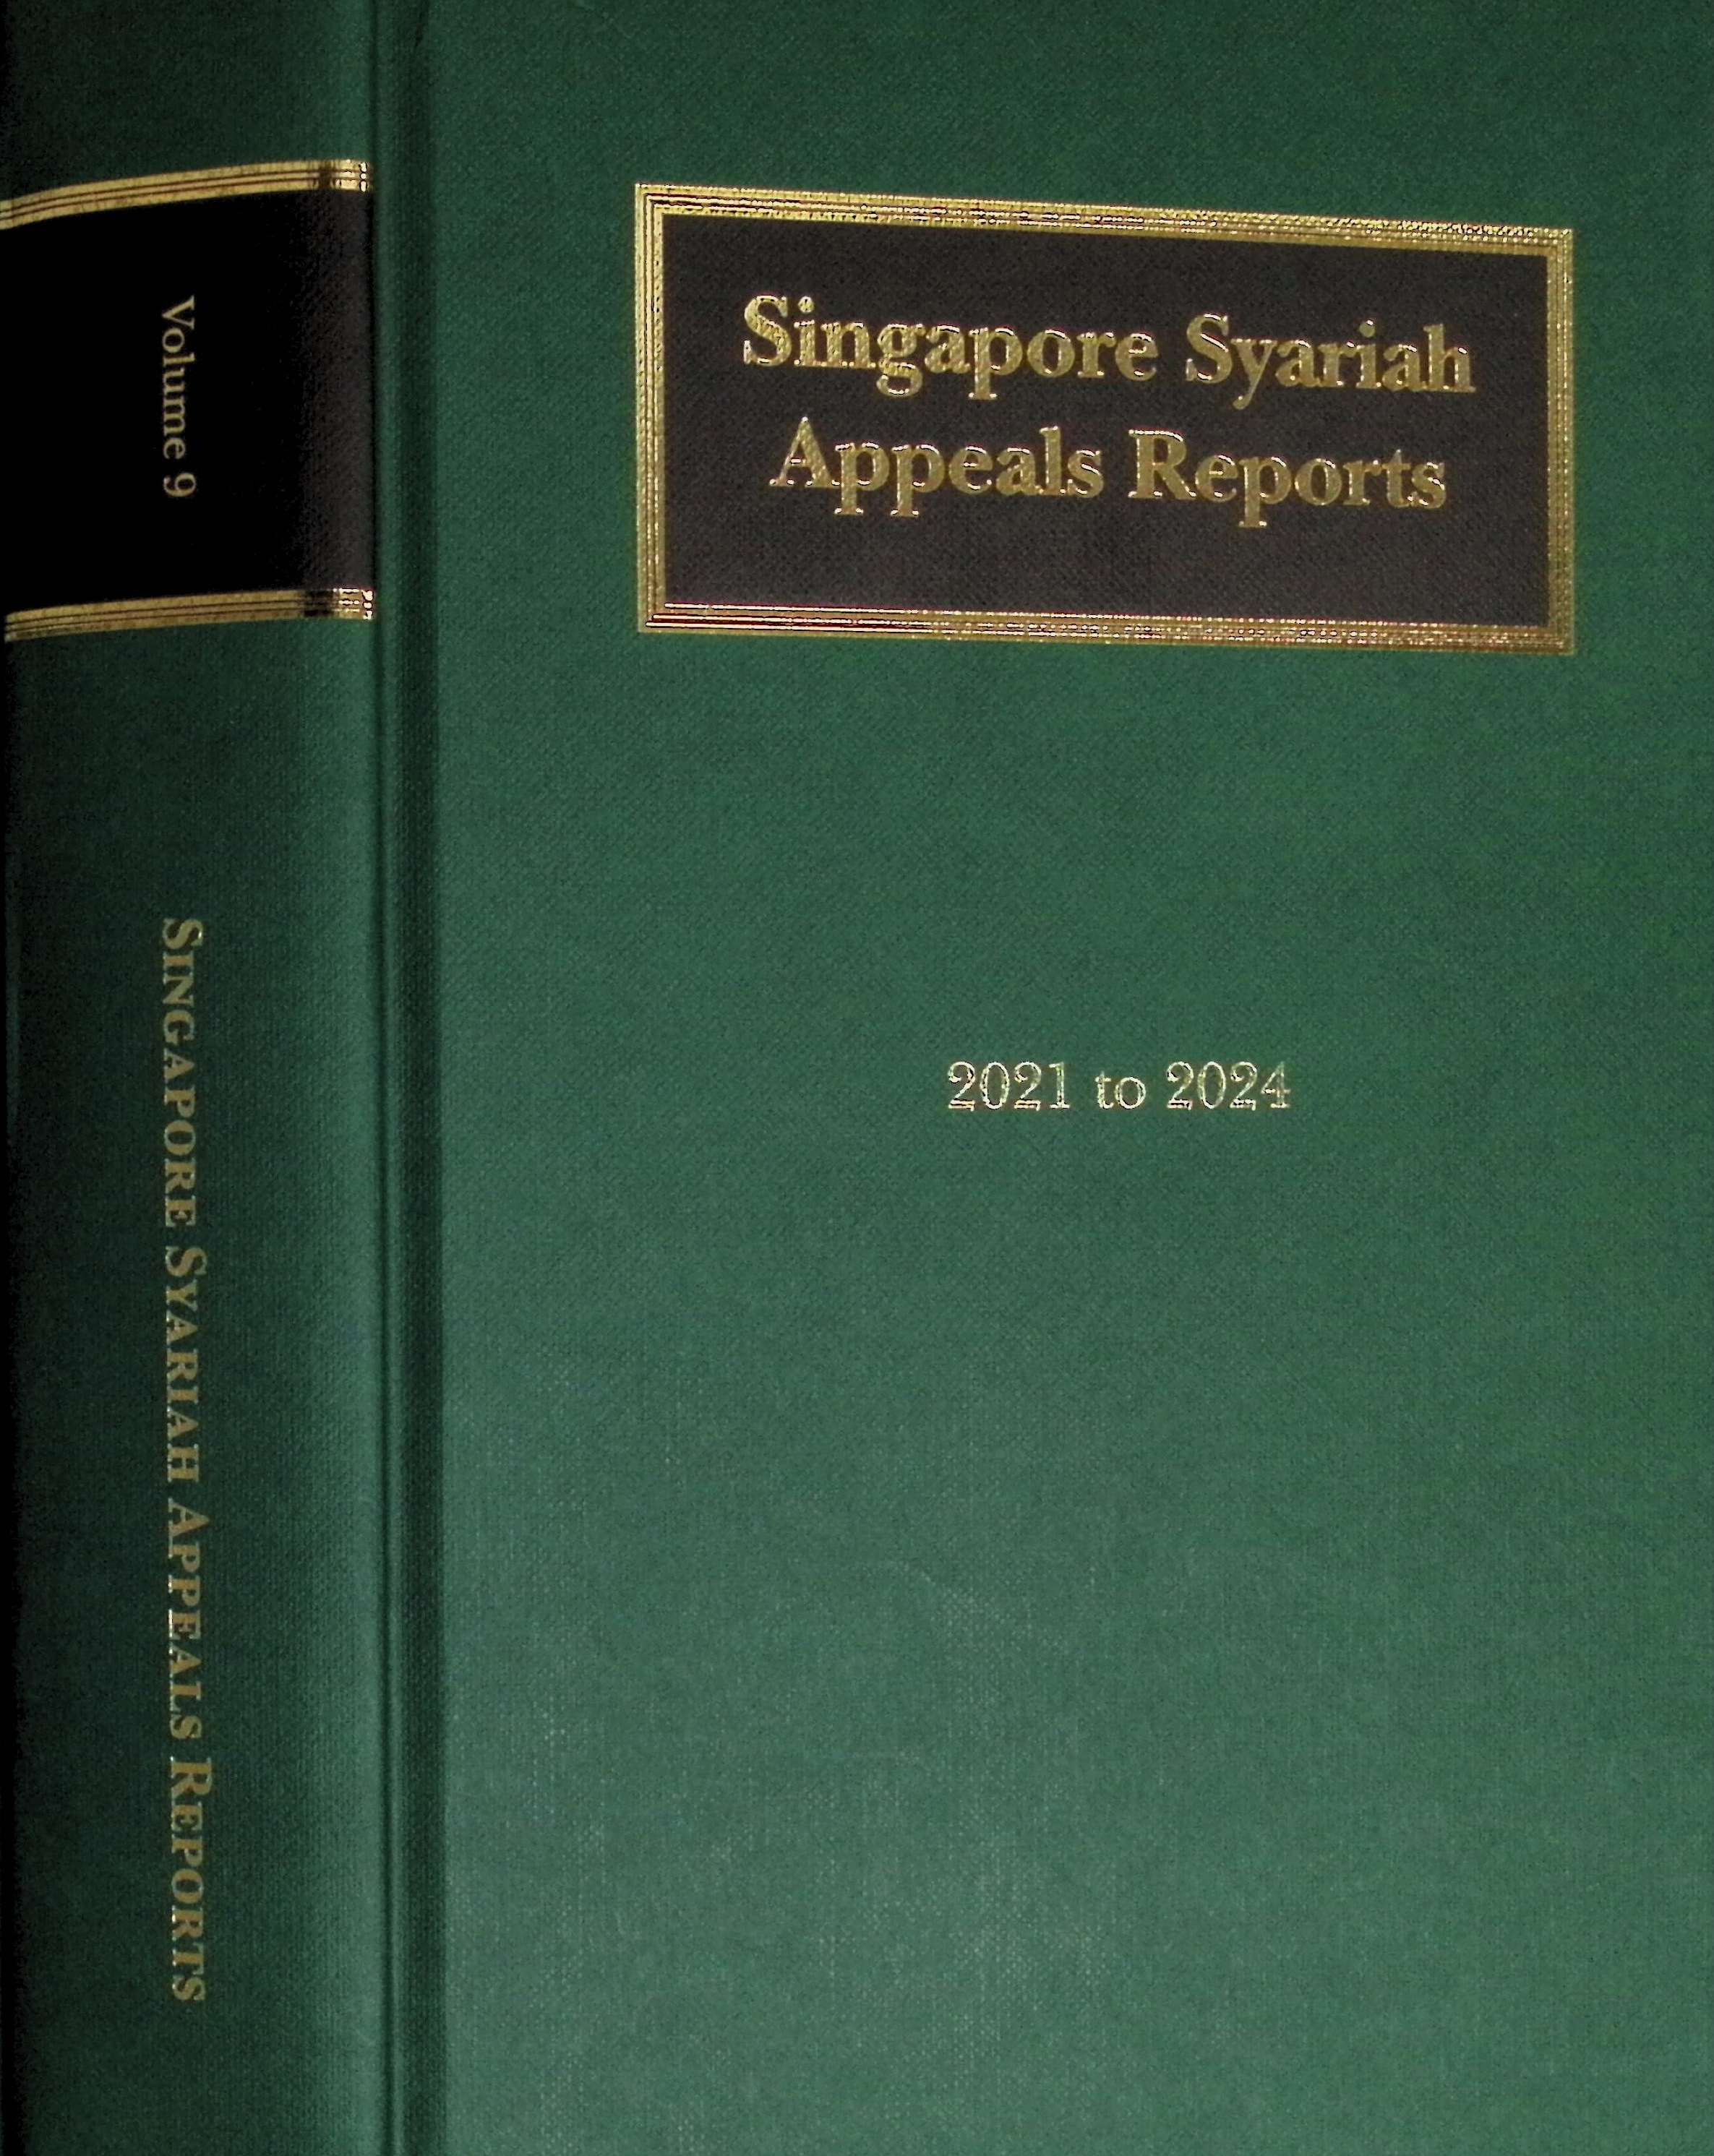 Singapore Syariah
Appeals Reports
2021 to 2024
Volume 9
SINGAPORE SYARIAH APPEALS REPORTS